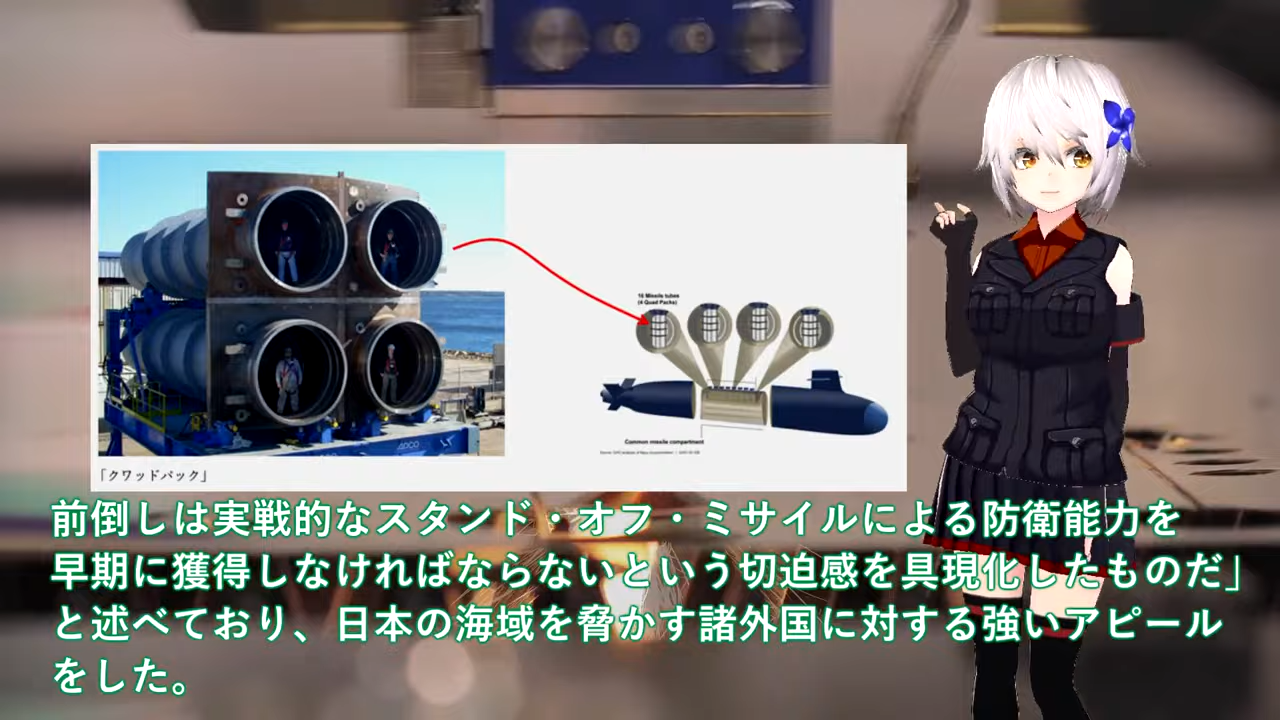 16 Missile tubes
(4 Quad Packs)
Common missile compartment
「クワッドパック」
前倒しは実戦的なスタンド・オフ・ミサイルによる防衛能力を
早期に獲得しなければならないという切迫感を具現化したものだ」
と述べており、日本の海域を脅かす諸外国に対する強いアピール
をした。